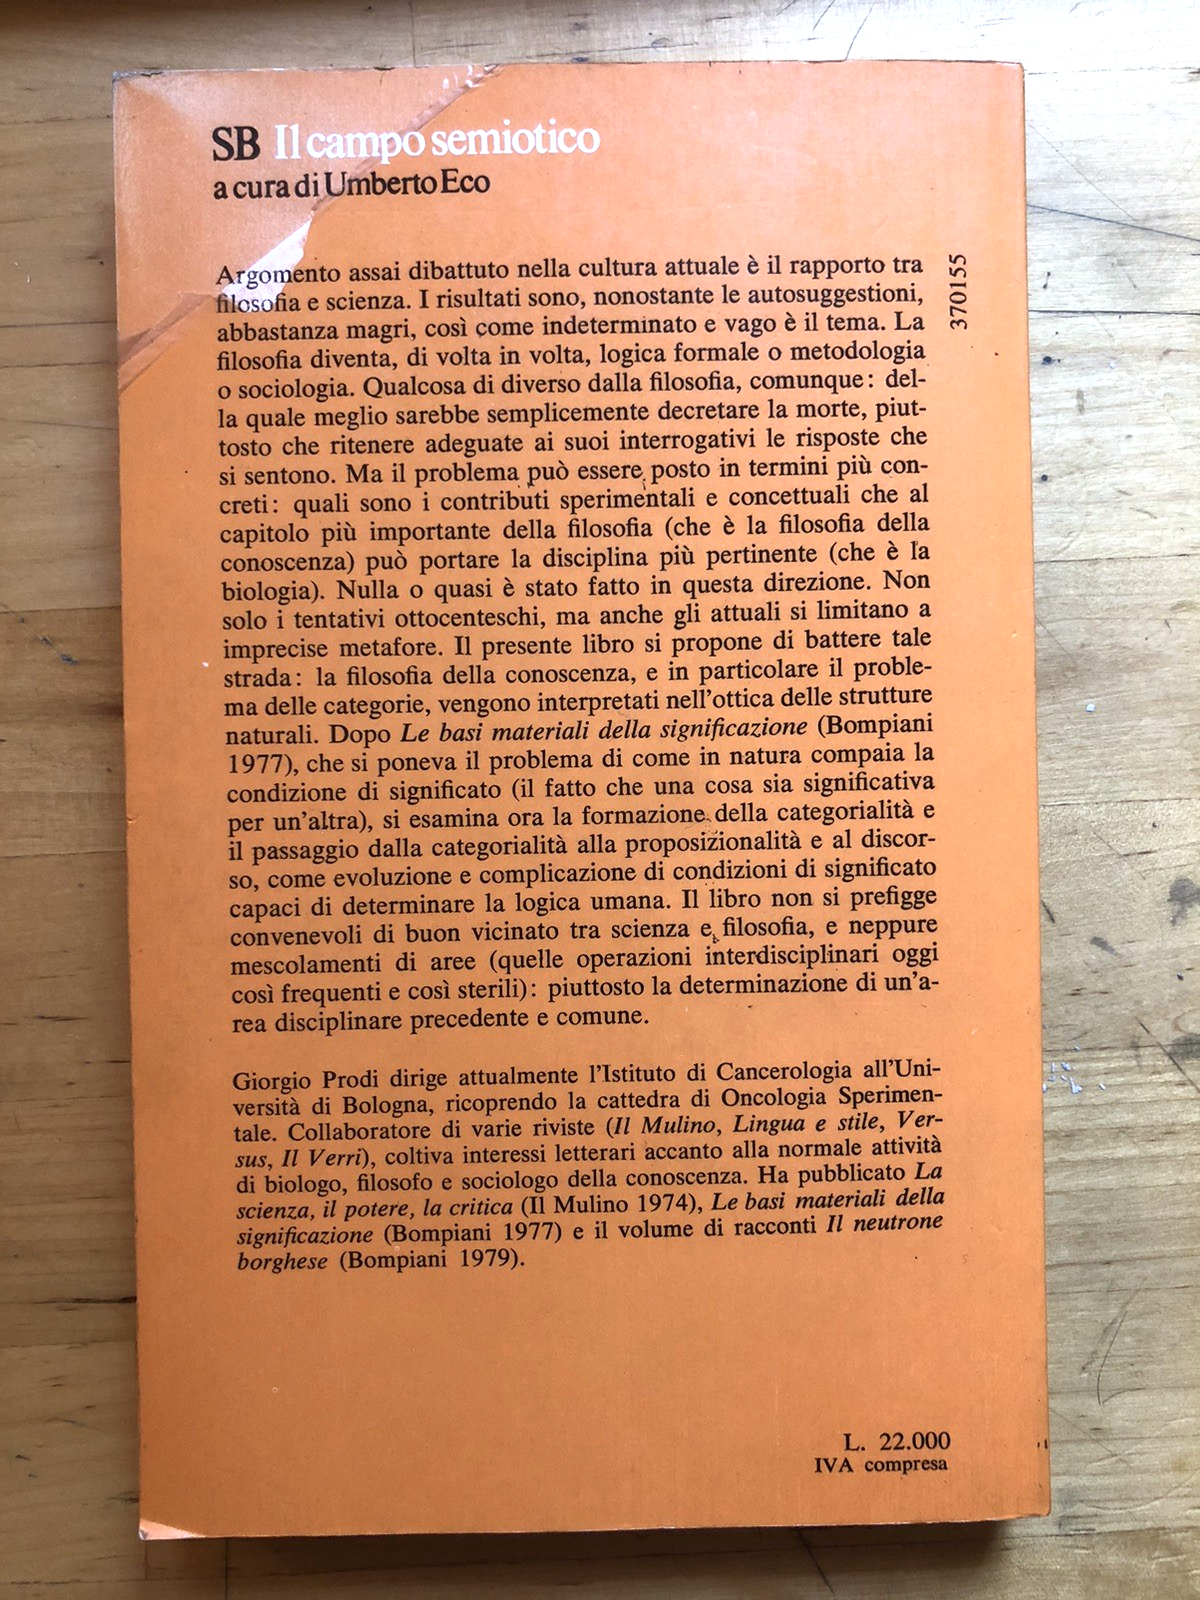 SB Il campo semiotico
a cura di Umberto Eco
Argomento assai dibattuto nella cultura attuale è il rapporto tra
filosofia e scienza. I risultati sono, nonostante le autosuggestioni,
abbastanza magri, così come indeterminato e vago è il tema. La
filosofia diventa, di volta in volta, logica formale o metodologia
o sociologia. Qualcosa di diverso dalla filosofia, comunque: del-
la quale meglio sarebbe semplicemente decretare la morte, piut-
tosto che ritenere adeguate ai suoi interrogativi le risposte che
si sentono. Ma il problema può essere posto in termini più con-
creti: quali sono i contributi sperimentali e concettuali che al
capitolo più importante della filosofia (che è la filosofia della
conoscenza) può portare la disciplina più pertinente (che è la
biologia). Nulla o quasi è stato fatto in questa direzione. Non
solo i tentativi ottocenteschi, ma anche gli attuali si limitano a
imprecise metafore. Il presente libro si propone di battere tale
strada: la filosofia della conoscenza, e in particolare il proble-
ma delle categorie, vengono interpretati nell'ottica delle strutture
naturali. Dopo Le basi materiali della significazione (Bompiani
1977), che si poneva il problema di come in natura compaia la
condizione di significato (il fatto che una cosa sia significativa
per un'altra), si esamina ora la formazione della categorialità e
il passaggio dalla categorialità alla proposizionalità e al discor-
so, come evoluzione e complicazione di condizioni di significato
capaci di determinare la logica umana. Il libro non si prefigge
convenevoli di buon vicinato tra scienza e filosofia, e neppure
mescolamenti di aree (quelle operazioni interdisciplinari oggi
così frequenti e così sterili): piuttosto la determinazione di un'a-
rea disciplinare precedente e comune.
Giorgio Prodi dirige attualmente l'Istituto di Cancerologia all'Uni-
versità di Bologna, ricoprendo la cattedra di Oncologia Sperimen-
tale. Collaboratore di varie riviste (Il Mulino, Lingua e stile, Ver-
sus, Il Verri), coltiva interessi letterari accanto alla normale attività
di biologo, filosofo e sociologo della conoscenza. Ha pubblicato La
scienza, il potere, la critica (Il Mulino 1974), Le basi materiali della
significazione (Bompiani 1977) e il volume di racconti Il neutrone
borghese (Bompiani 1979).
370155
L. 22.000
IVA compresa